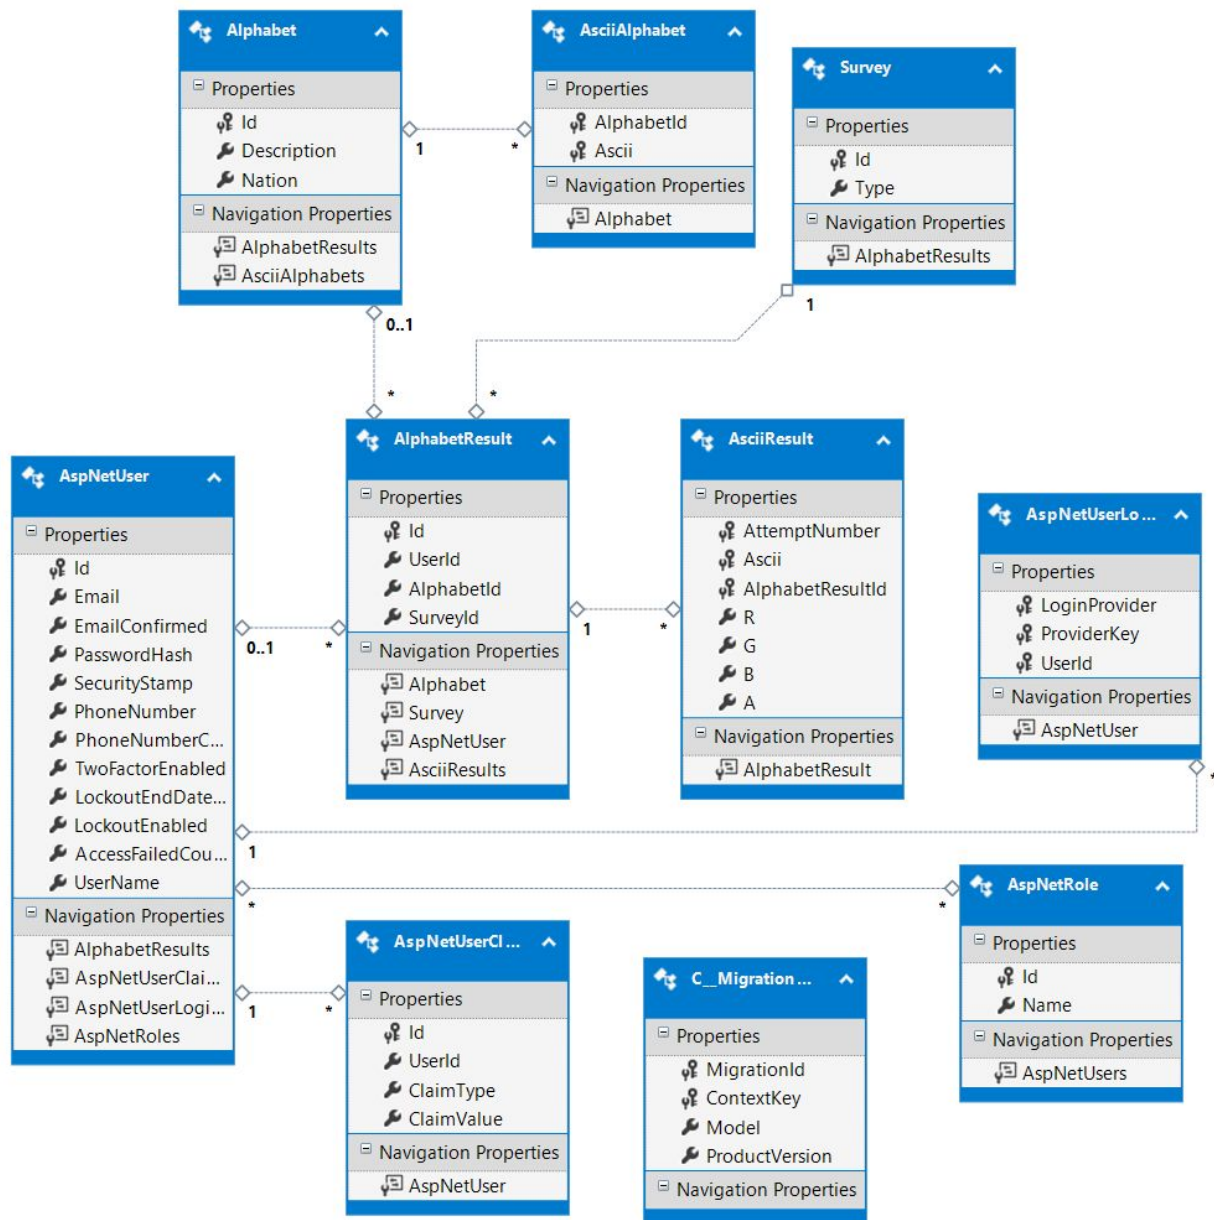 Alphabet
Properties
Id
Description
Nation
Navigation Properties
AlphabetResults
AsciiAlphabets
1
*
AsciiAlphabet
Properties
AlphabetId
Ascii
Navigation Properties
Alphabet
Survey
Properties
Id
Type
Navigation Properties
AlphabetResults
0..1
*
1
*
AspNetUser
Properties
Id
Email
EmailConfirmed
PasswordHash
SecurityStamp
PhoneNumber
PhoneNumberC...
TwoFactorEnabled
LockoutEndDate...
LockoutEnabled
AccessFailedCou...
UserName
Navigation Properties
AlphabetResults
AspNetUserClai...
AspNetUserLogi...
AspNetRoles
0..1
*
AlphabetResult
Properties
Id
UserId
AlphabetId
SurveyId
Navigation Properties
Alphabet
Survey
AspNetUser
AsciiResults
1
*
AsciiResult
Properties
AttemptNumber
Ascii
AlphabetResultId
R
G
B
A
Navigation Properties
AlphabetResult
AspNetUserLo...
Properties
LoginProvider
ProviderKey
UserId
Navigation Properties
AspNetUser
*
1
*
*
1
*
AspNetUserCl...
Properties
Id
UserId
ClaimType
ClaimValue
Navigation Properties
AspNetUser
C__Migration...
Properties
MigrationId
ContextKey
Model
ProductVersion
Navigation Properties
AspNetRole
Properties
Id
Name
Navigation Properties
AspNetUsers